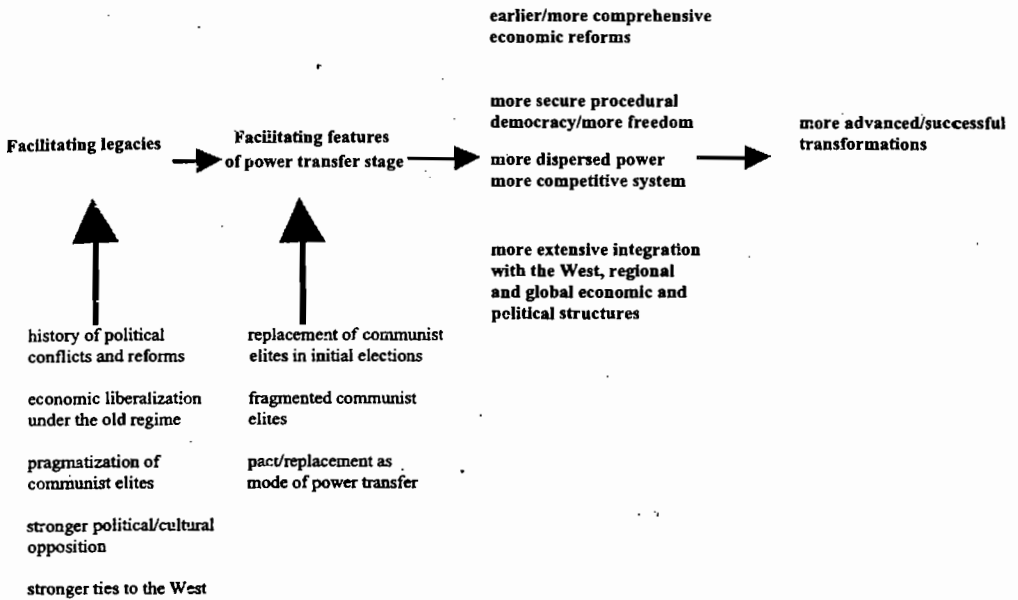 Facilitating legacies
history of political
conflicts and reforms
economic liberalization
under the old regime
pragmatization of
communist elites
stronger political/cultural
opposition
stronger ties to the West
Facilitating features
of power transfer stage
replacement of communist
elites in initial elections
fragmented communist
elites
pact/replacement as
mode of power transfer
earlier/more comprehensive
economic reforms
more secure procedural
democracy/more freedom
more dispersed power
more competitive system
more extensive integration
with the West, regional
and global economic and
political structures
more advanced/successful
transformations